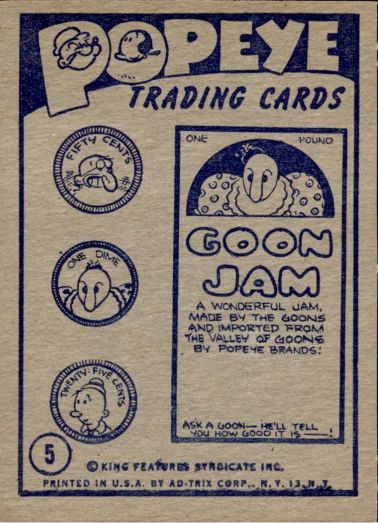 POPEYE
TRADING CARDS
FIFTY CENTS
ONE DIME
TWENTY-FIVE CENTS
ONE POUND
GOON
JAM
A WONDERFUL JAM,
MADE BY THE GOONS
AND IMPORTED FROM
THE VALLEY OF GOONS
BY POPEYE BRANDS!
ASK A GOON— HE'LL TELL
YOU HOW GOOD IT IS —!
5
© KING FEATURES SYNDICATE INC.
PRINTED IN U.S.A. BY AD-TRIX CORP., N.Y. 13, N.Y.